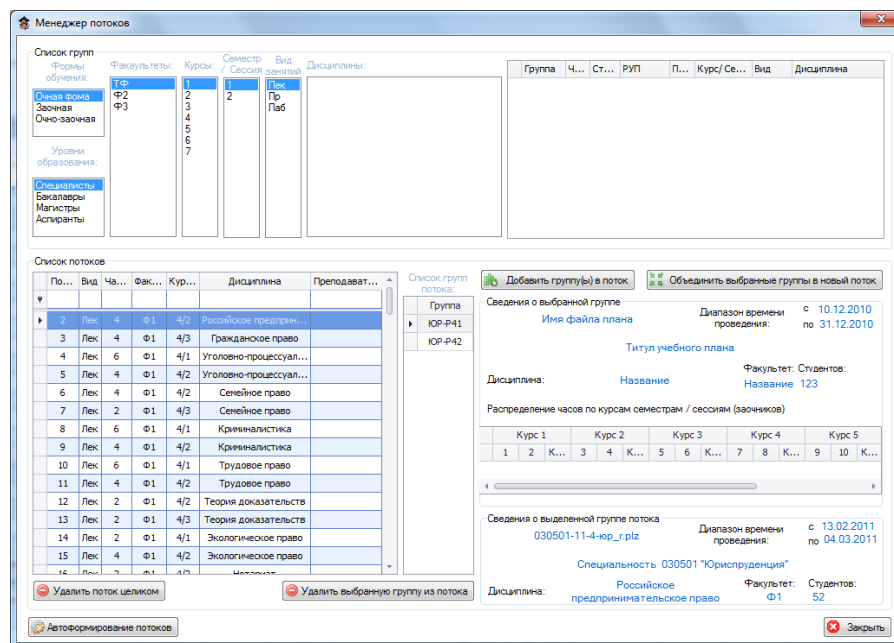 Менеджер потоков
Список групп
Формы обучения:
Очная фома
Заочная
Очно-заочная
Уровни образования:
Специалисты
Бакалавры
Магистры
Аспиранты
Факаультеты:
ТФ
Ф2
Ф3
Курсы:
1
2
3
4
5
6
7
Семестр / Сессия
1
2
Вид занятий
Лек
Пр
Лаб
Дисциплины:
Группа Ч... Ст... РУП П... Курс/ Се... Вид Дисциплина
Список потоков
По... Вид Ча... Фак... Кур... Дисциплина Преподават...
2 Лек 4 Ф1 4/2 Российское предприн...
3 Лек 4 Ф1 4/3 Гражданское право
4 Лек 6 Ф1 4/1 Уголовно-процессуал...
5 Лек 4 Ф1 4/2 Уголовно-процессуал...
6 Лек 4 Ф1 4/2 Семейное право
7 Лек 2 Ф1 4/3 Семейное право
8 Лек 6 Ф1 4/1 Криминалистика
9 Лек 4 Ф1 4/2 Криминалистика
10 Лек 6 Ф1 4/1 Трудовое право
11 Лек 4 Ф1 4/2 Трудовое право
12 Лек 2 Ф1 4/2 Теория доказательств
13 Лек 2 Ф1 4/3 Теория доказательств
14 Лек 2 Ф1 4/1 Экологическое право
15 Лек 4 Ф1 4/2 Экологическое право
16 Лек 2 Ф1 4/2 Нотариат
Удалить поток целиком
Удалить выбранную группу из потока
Список групп потока:
Группа
ЮР-Р41
ЮР-Р42
Добавить группу(ы) в поток
Объединить выбранные группы в новый поток
Сведения о выбранной группе
Имя файла плана
Диапазон времени проведения:
с 10.12.2010
по 31.12.2010
Титул учебного плана
Дисциплина: Название
Факультет: Студентов:
Название 123
Распределение часов по курсам семестрам / сессиям (заочников)
Курс 1 Курс 2 Курс 3 Курс 4 Курс 5
1 2 К... 3 4 К... 5 6 К... 7 8 К... 9 10 К...
Сведения о выделенной группе потока
030501-11-4-юр_г.plz
Диапазон времени проведения:
с 13.02.2011
по 04.03.2011
Специальность 030501 "Юриспруденция"
Дисциплина: Российское предпринимательское право
Факультет: Студентов:
Ф1 52
Автоформирование потоков
Закрыть